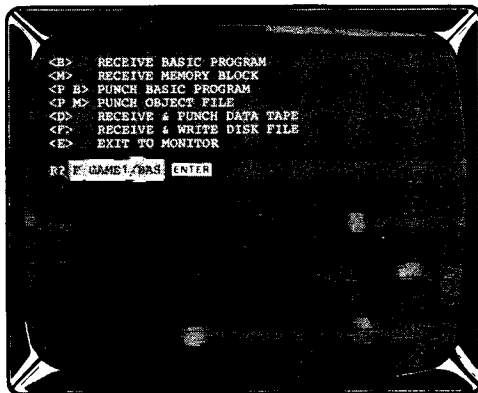 <B> RECEIVE BASIC PROGRAM
<M> RECEIVE MEMORY BLOCK
<P B> PUNCH BASIC PROGRAM
<P M> PUNCH OBJECT FILE
<D> RECEIVE & PUNCH DATA TAPE
<F> RECEIVE & WRITE DISK FILE
<E> EXIT TO MONITOR
R? F GAME1/BAS ENTER